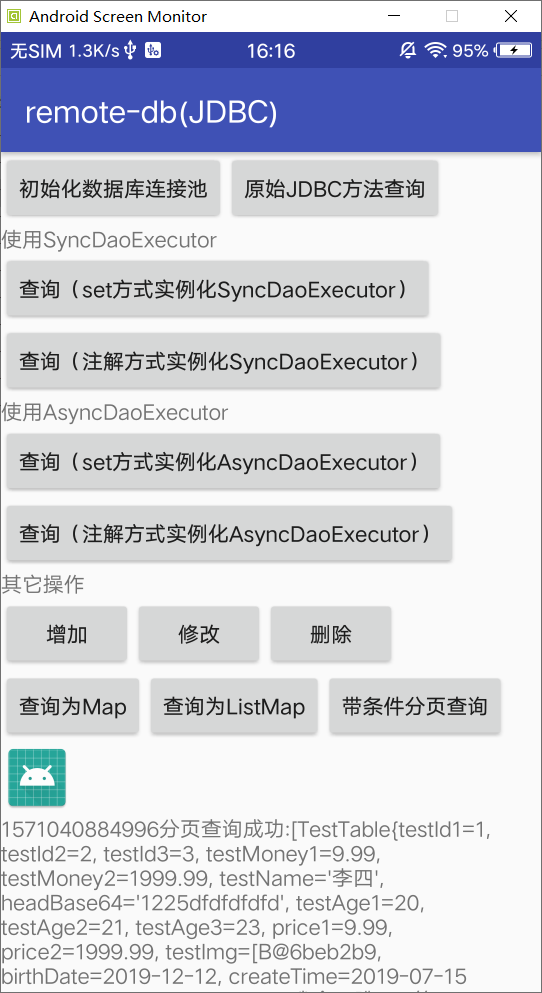 Android Screen Monitor
无SIM 1.3K/s 16:16 95%
remote-db(JDBC)
初始化数据库连接池 原始JDBC方法查询
使用SyncDaoExecutor
查询（set方式实例化SyncDaoExecutor）
查询（注解方式实例化SyncDaoExecutor）
使用AsyncDaoExecutor
查询（set方式实例化AsyncDaoExecutor）
查询（注解方式实例化AsyncDaoExecutor）
其它操作
增加 修改 删除
查询为Map 查询为ListMap 带条件分页查询
1571040884996分页查询成功:[TestTable{testId1=1,
testId2=2, testId3=3, testMoney1=9.99,
testMoney2=1999.99, testName='李四',
headBase64='1225dfdfdfdfd', testAge1=20,
testAge2=21, testAge3=23, price1=9.99,
price2=1999.99, testImg=[B@6beb2b9,
birthDate=2019-12-12, createTime=2019-07-15